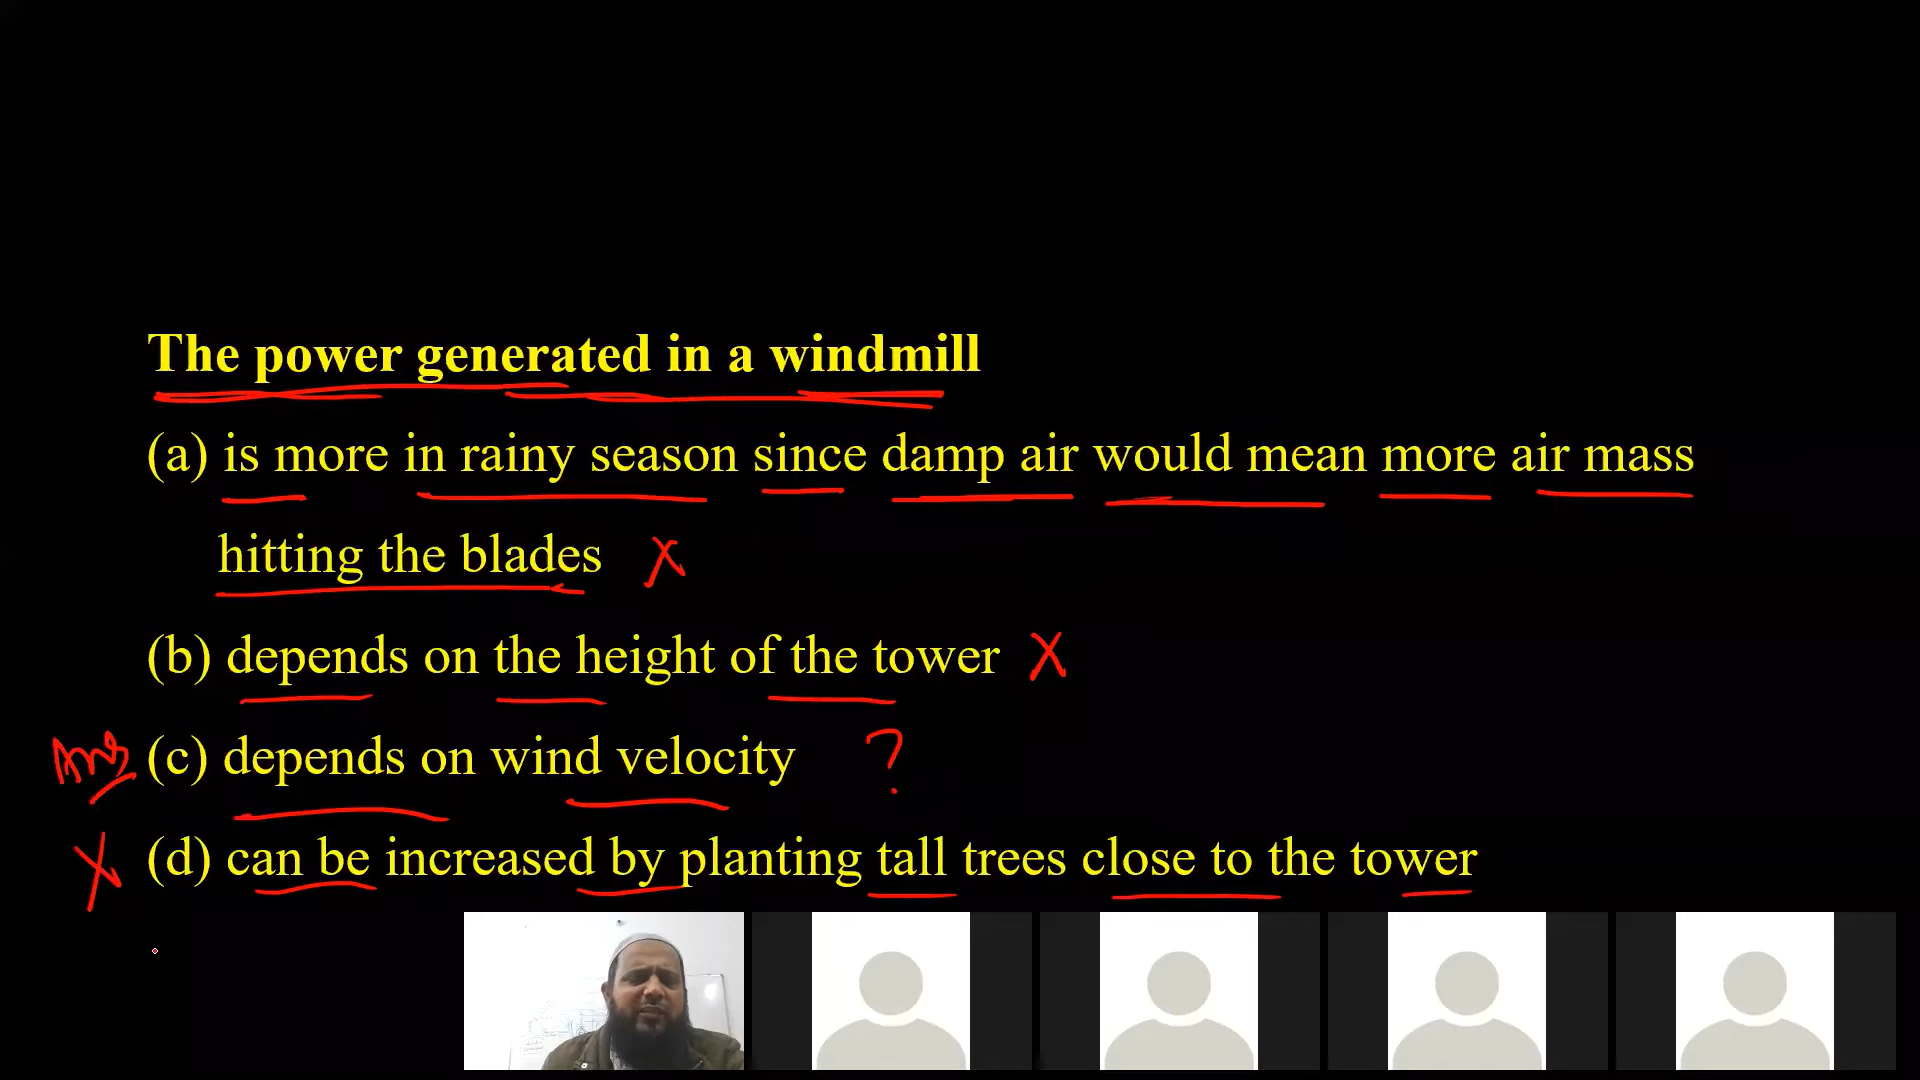 The power generated in a windmill
(a) is more in rainy season since damp air would mean more air mass
hitting the blades X
(b) depends on the height of the tower X
Ans (c) depends on wind velocity ?
X (d) can be increased by planting tall trees close to the tower